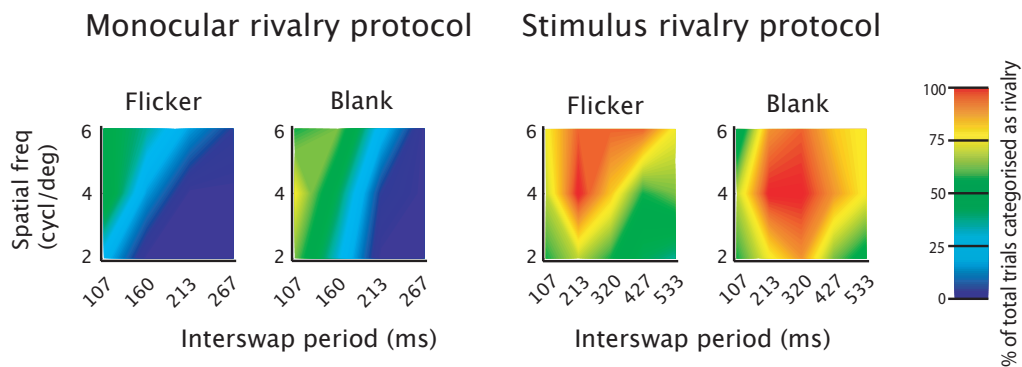 Monocular rivalry protocol
Stimulus rivalry protocol
Flicker
Blank
Flicker
Blank
Spatial freq
(cycl/deg)
6
4
2
6
4
2
6
4
2
6
4
2
107 160 213 267
107 160 213 267
107 213 320 427 533
107 213 320 427 533
Interswap period (ms)
Interswap period (ms)
100
75
50
25
0
% of total trials categorised as rivalry